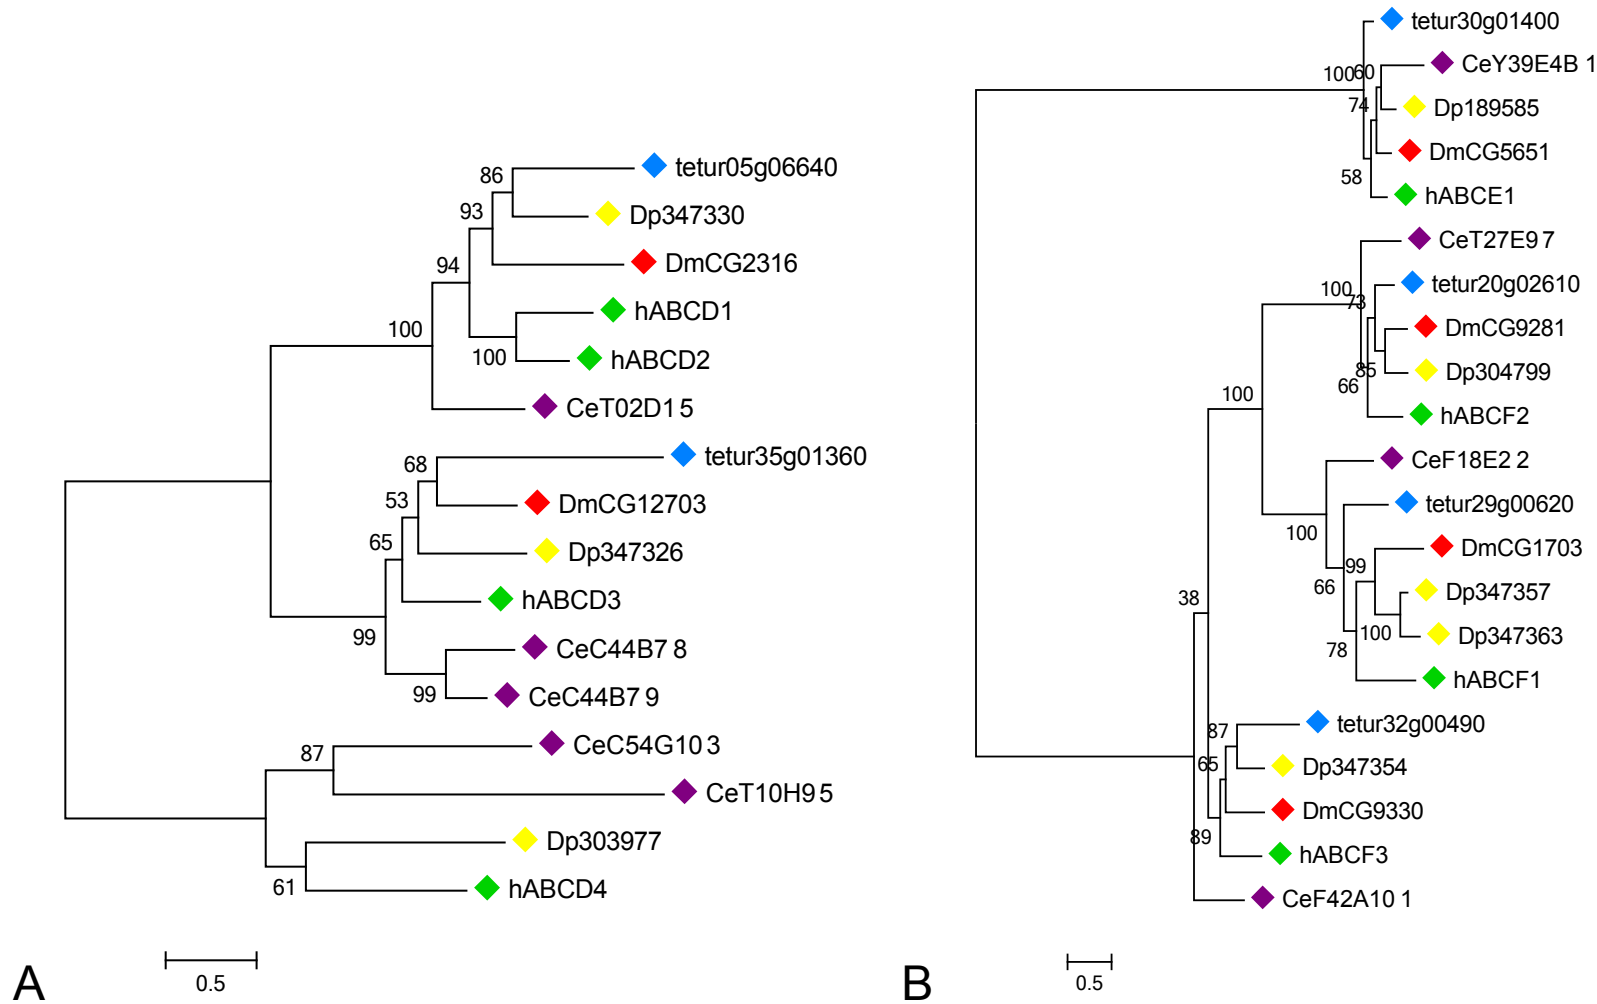 86
tetur05g06640
93
Dp347330
94
DmCG2316
100
hABCD1
100
hABCD2
CeT02D1 5
68
tetur35g01360
53
DmCG12703
65
Dp347326
hABCD3
99
CeC44B7 8
99
CeC44B7 9
87
CeC54G10 3
CeT10H9 5
Dp303977
61
hABCD4
0.5
A
tetur30g01400
100
60
CeY39E4B 1
74
Dp189585
DmCG5651
58
hABCE1
CeT27E9 7
100
73
tetur20g02610
DmCG9281
85
Dp304799
66
hABCF2
100
CeF18E2 2
100
tetur29g00620
99
DmCG1703
66
Dp347357
100
Dp347363
78
hABCF1
38
87
tetur32g00490
65
Dp347354
DmCG9330
89
hABCF3
CeF42A10 1
0.5
B